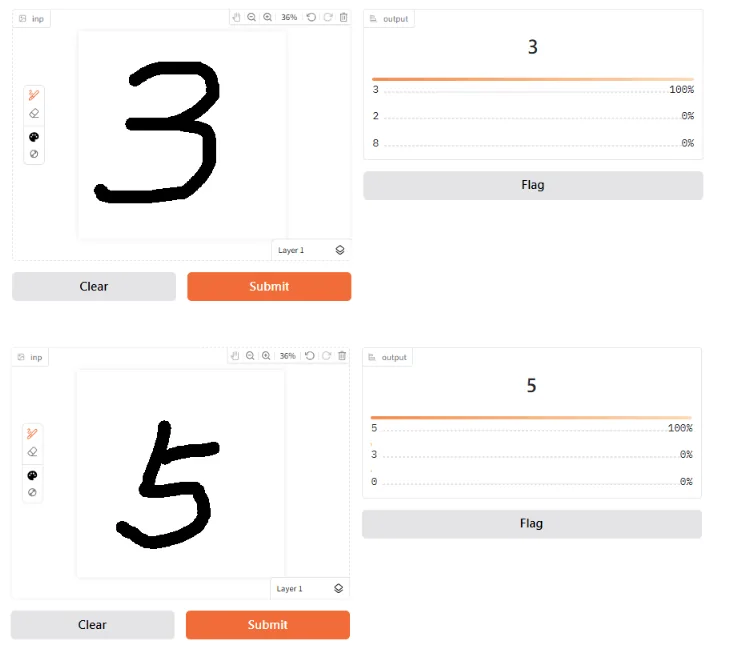 inp
36%
3
Layer 1
Clear
Submit
output
3
3 100%
2 0%
8 0%
Flag
inp
36%
5
Layer 1
Clear
Submit
output
5
5 100%
3 0%
0 0%
Flag